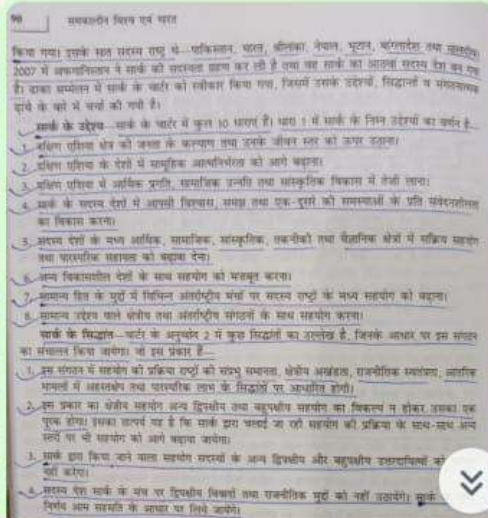 90 समकालीन विश्व एवं भारत
किया गया। इसके सात सदस्य राष्ट्र थे—पाकिस्तान, भारत, श्रीलंका, नेपाल, भूटान, बांग्लादेश तथा मालदीव।
2007 में अफगानिस्तान ने सार्क की सदस्यता ग्रहण कर ली है तथा वह सार्क का आठवां सदस्य देश बन गया
है। ढाका सम्मेलन में सार्क के चार्टर को स्वीकार किया गया, जिसमें उसके उद्देश्यों, सिद्धान्तों व संगठनात्मक
ढांचे के बारे में चर्चा की गयी है।
सार्क के उद्देश्य—सार्क के चार्टर में कुल 10 धाराएं हैं। धारा 1 में सार्क के निम्न उद्देश्यों का वर्णन है—
1. दक्षिण एशिया क्षेत्र की जनता के कल्याण तथा उनके जीवन स्तर को ऊपर उठाना।
2. दक्षिण एशिया के देशों में सामूहिक आत्मनिर्भरता को आगे बढ़ाना।
3. दक्षिण एशिया में आर्थिक प्रगति, सामाजिक उन्नति तथा सांस्कृतिक विकास में तेजी लाना।
4. सार्क के सदस्य देशों में आपसी विश्वास, समझ तथा एक-दूसरे की समस्याओं के प्रति संवेदनशीलता
का विकास करना।
5. सदस्य देशों के मध्य आर्थिक, सामाजिक, सांस्कृतिक, तकनीकी तथा वैज्ञानिक क्षेत्रों में सक्रिय सहयोग
तथा पारस्परिक सहायता को बढ़ावा देना।
6. अन्य विकासशील देशों के साथ सहयोग को मजबूत करना।
7. सामान्य हित के मुद्दों में विभिन्न अंतर्राष्ट्रीय मंचों पर सदस्य राष्ट्रों के मध्य सहयोग को बढ़ाना।
8. सामान्य उद्देश्य वाले क्षेत्रीय तथा अंतर्राष्ट्रीय संगठनों के साथ सहयोग करना।
सार्क के सिद्धांत—चार्टर के अनुच्छेद 2 में कुछ सिद्धांतों का उल्लेख है, जिनके आधार पर इस संगठन
का संचालन किया जायेगा। जो इस प्रकार हैं—
1. इस संगठन में सहयोग की प्रक्रिया राष्ट्रों की संप्रभु समानता, क्षेत्रीय अखंडता, राजनीतिक स्वतंत्रता, आंतरिक
मामलों में अहस्तक्षेप तथा पारस्परिक लाभ के सिद्धांतों पर आधारित होगी।
2. इस प्रकार का क्षेत्रीय सहयोग अन्य द्विपक्षीय तथा बहुपक्षीय सहयोग का विकल्प न होकर उसका एक
पूरक होगा। इसका तात्पर्य यह है कि सार्क द्वारा चलाई जा रही सहयोग की प्रक्रिया के साथ-साथ अन्य
स्तरों पर भी सहयोग को आगे बढ़ाया जायेगा।
3. सार्क द्वारा किया जाने वाला सहयोग सदस्यों के अन्य द्विपक्षीय और बहुपक्षीय उत्तरदायित्वों को
नहीं करेगा।
4. सदस्य देश सार्क के मंच पर द्विपक्षीय विवादों तथा राजनीतिक मुद्दों को नहीं उठायेंगे। सार्क
निर्णय आम सहमति के आधार पर लिये जायेंगे।